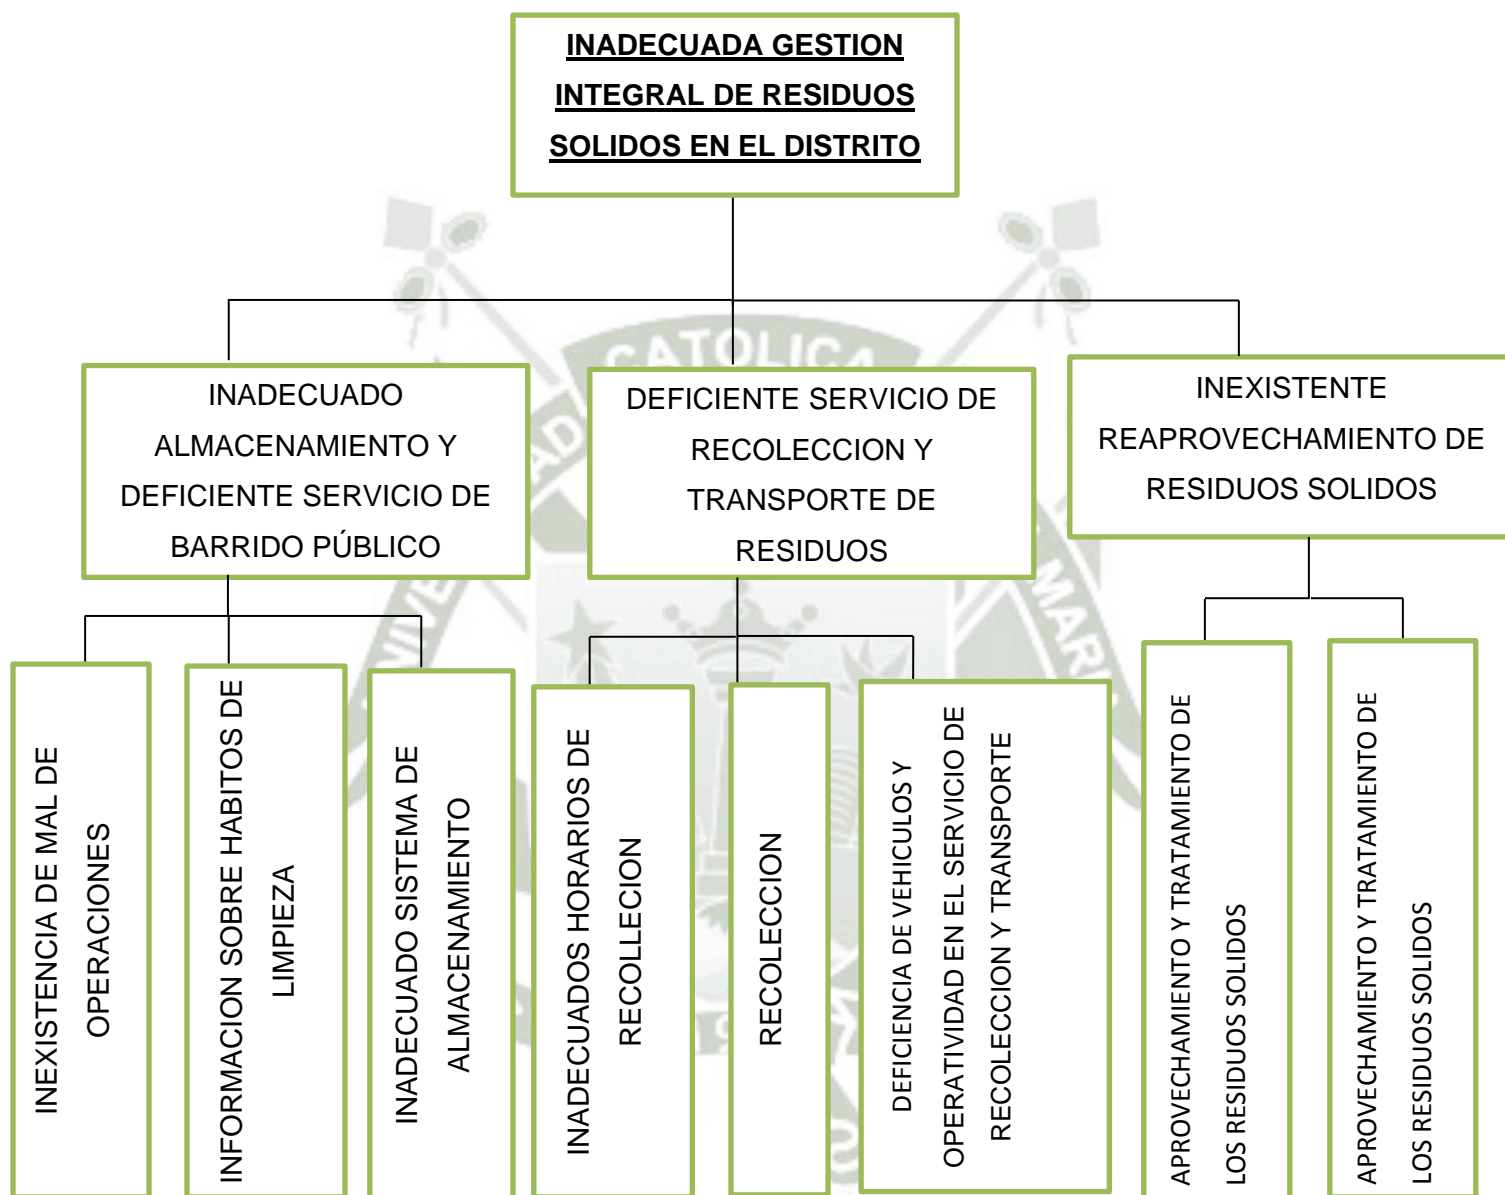 INADECUADA GESTION
INTEGRAL DE RESIDUOS
SOLIDOS EN EL DISTRITO
INADECUADO
ALMACENAMIENTO Y
DEFICIENTE SERVICIO DE
BARRIDO PÚBLICO
DEFICIENTE SERVICIO DE
RECOLECCION Y
TRANSPORTE DE
RESIDUOS
INEXISTENTE
REAPROVECHAMIENTO DE
RESIDUOS SOLIDOS
INEXISTENCIA DE MAL DE
OPERACIONES
INFORMACION SOBRE HABITOS DE
LIMPIEZA
INADECUADO SISTEMA DE
ALMACENAMIENTO
INADECUADOS HORARIOS DE
RECOLLECION
RECOLECCION
DEFICIENCIA DE VEHICULOS Y
OPERATIVIDAD EN EL SERVICIO DE
RECOLECCION Y TRANSPORTE
APROVECHAMIENTO Y TRATAMIENTO DE
LOS RESIDUOS SOLIDOS
APROVECHAMIENTO Y TRATAMIENTO DE
LOS RESIDUOS SOLIDOS
CATOLICA